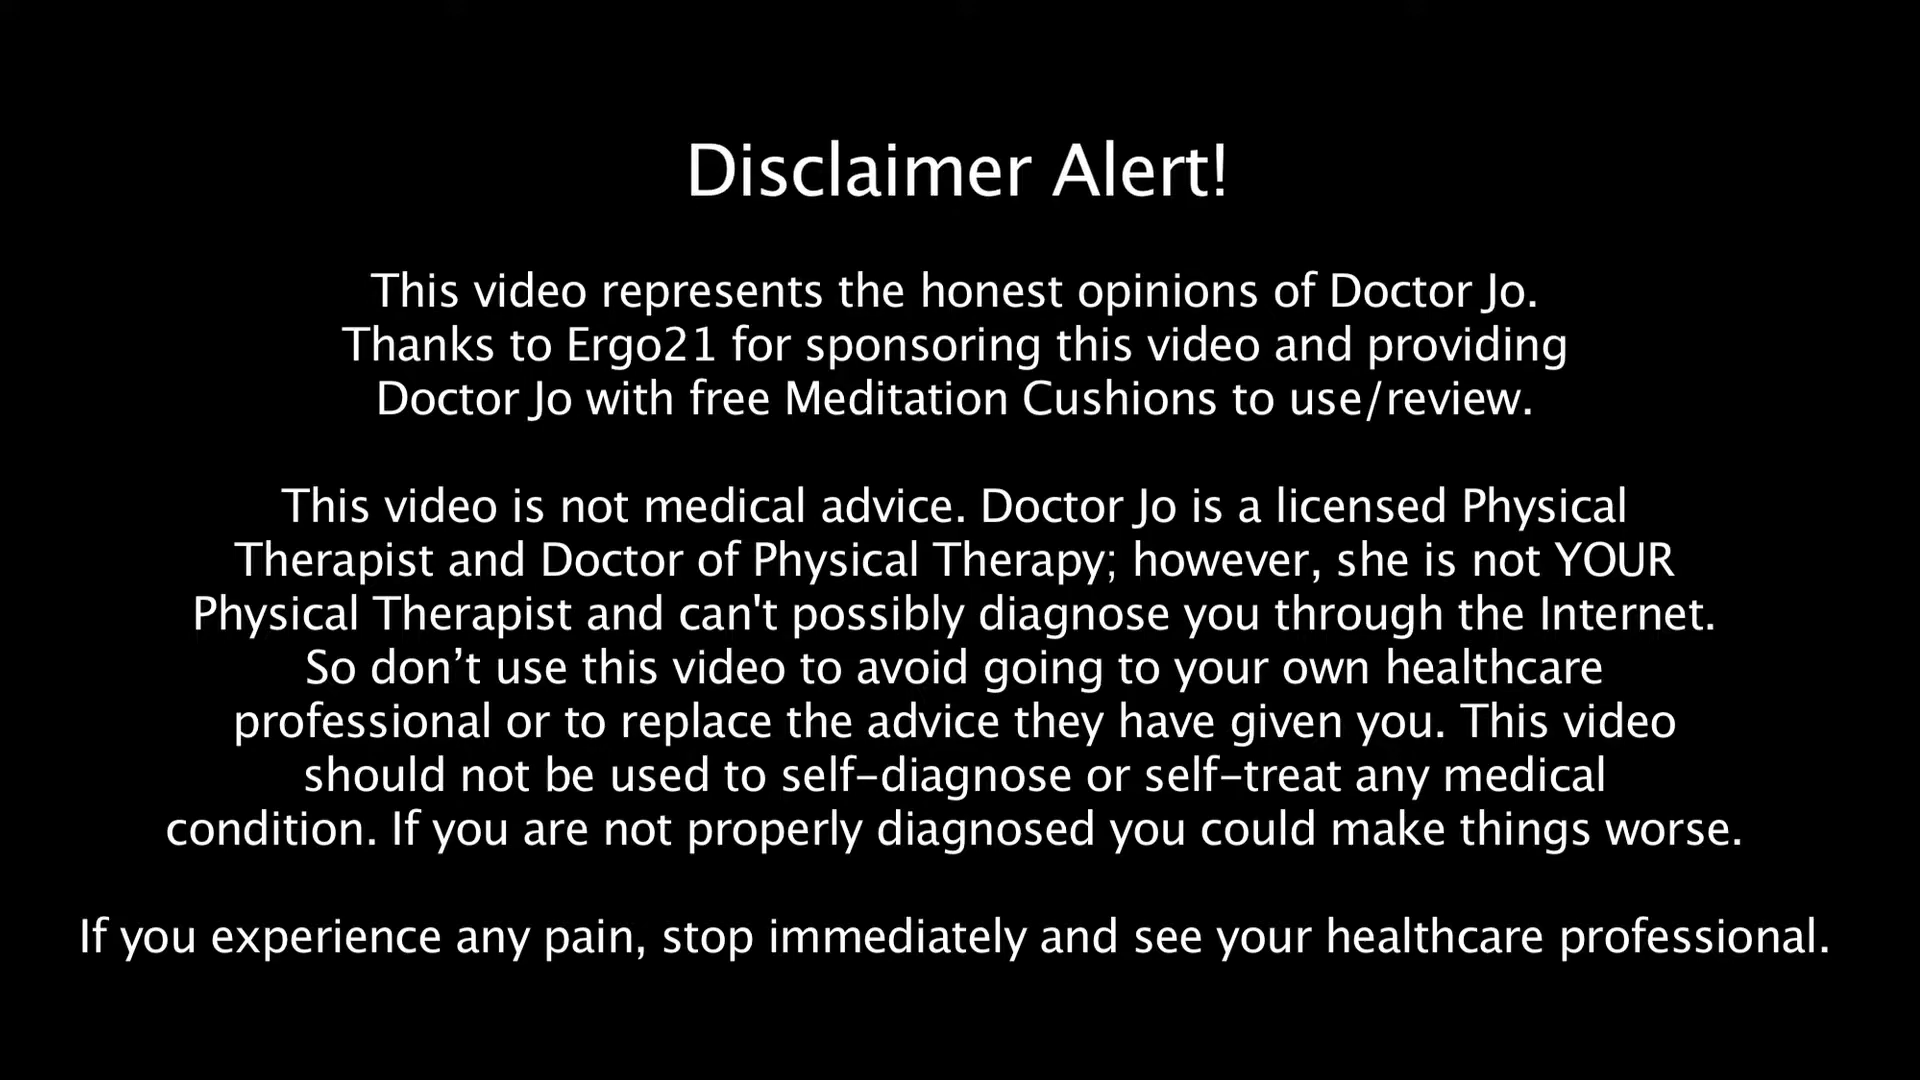 Disclaimer Alert!
This video represents the honest opinions of Doctor Jo.
Thanks to Ergo21 for sponsoring this video and providing
Doctor Jo with free Meditation Cushions to use/review.
This video is not medical advice. Doctor Jo is a licensed Physical
Therapist and Doctor of Physical Therapy; however, she is not YOUR
Physical Therapist and can't possibly diagnose you through the Internet.
So don’t use this video to avoid going to your own healthcare
professional or to replace the advice they have given you. This video
should not be used to self-diagnose or self-treat any medical
condition. If you are not properly diagnosed you could make things worse.
If you experience any pain, stop immediately and see your healthcare professional.